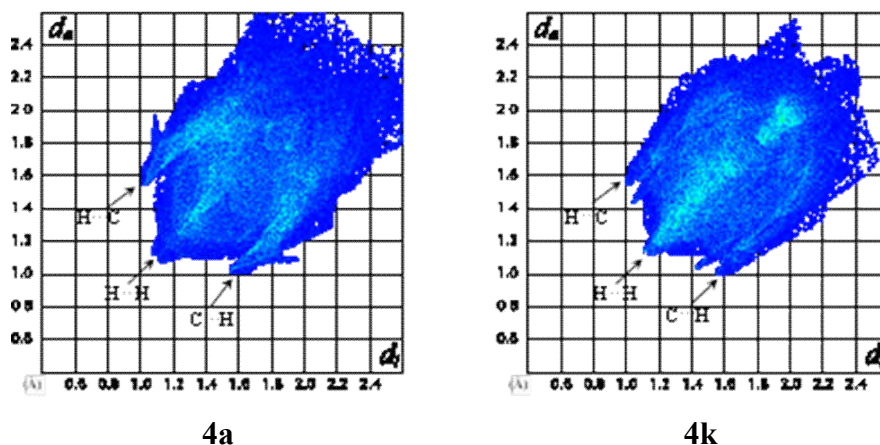 dₑ dₑ
2.4 2.4
2.2 2.2
2.0 2.0
1.8 1.8
1.6 1.6
1.4 1.4
H···C H···C
1.2 1.2
1.0 1.0
H···H H···H
0.8 0.8
C···H C···H
0.6 0.6
dᵢ d
(Å) 0.6 0.8 1.0 1.2 1.4 1.6 1.8 2.0 2.2 2.4 (Å) 0.6 0.8 1.0 1.2 1.4 1.6 1.8 2.0 2.2 2.4
4a 4k